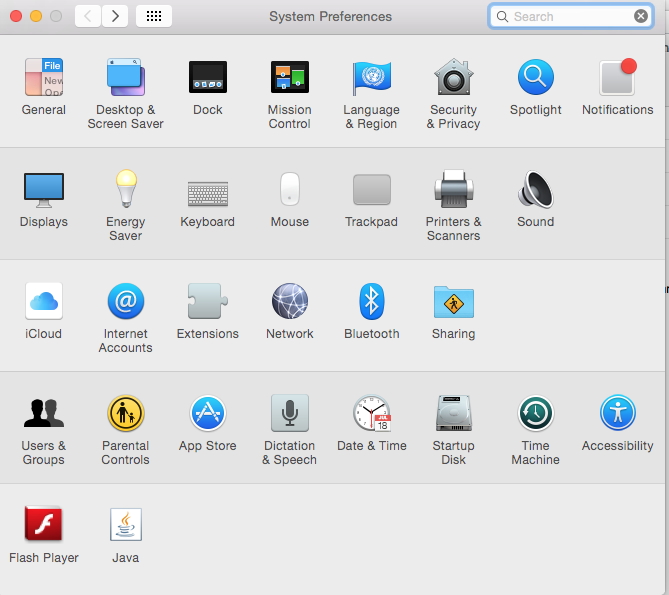 System Preferences
Search
File
New
Ope
General
Desktop &
Screen Saver
Dock
Mission
Control
Language
& Region
Security
& Privacy
Spotlight
Notifications
Displays
Energy
Saver
Keyboard
Mouse
Trackpad
Printers &
Scanners
Sound
iCloud
@
Internet
Accounts
Extensions
Network
Bluetooth
Sharing
JUL
18
Users &
Groups
Parental
Controls
App Store
Dictation
& Speech
Date & Time
Startup
Disk
Time
Machine
Accessibility
Flash Player
Java